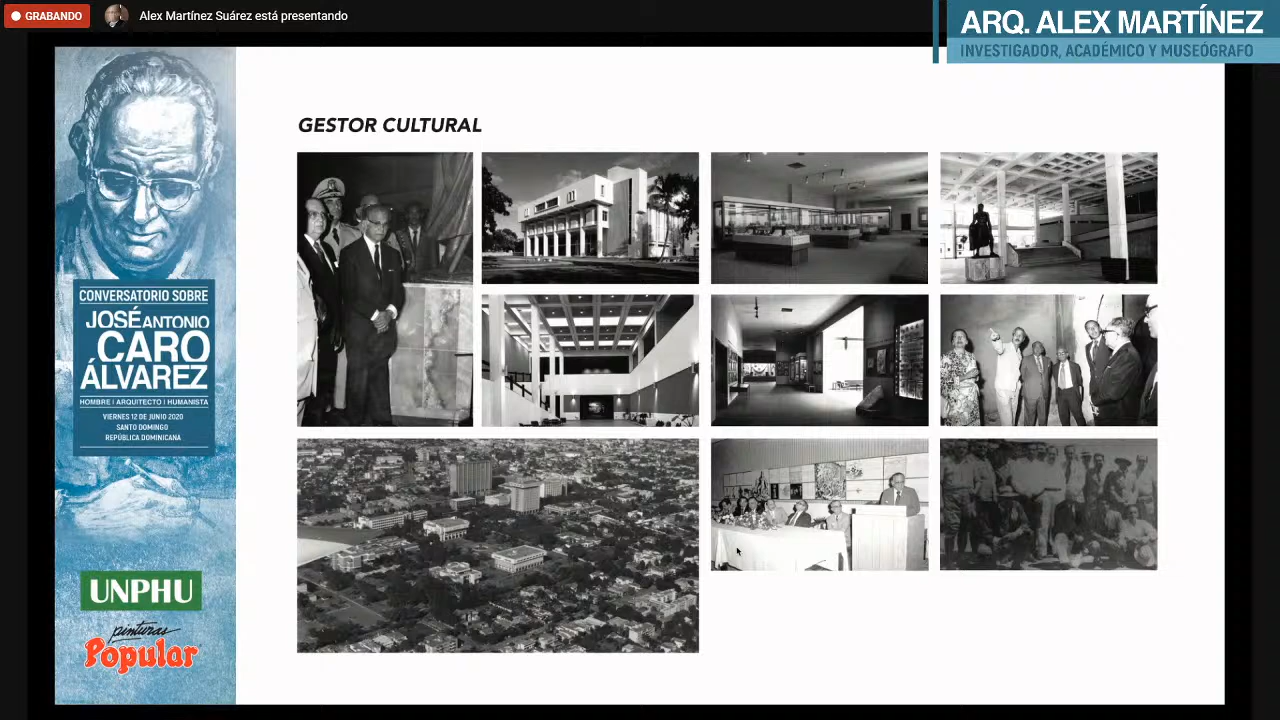 GRABANDO
Alex Martínez Suárez está presentando
ARQ. ALEX MARTÍNEZ
INVESTIGADOR, ACADÉMICO Y MUSEÓGRAFO
GESTOR CULTURAL
CONVERSATORIO SOBRE
JOSÉ ANTONIO
CARO
ÁLVAREZ
HOMBRE | ARQUITECTO | HUMANISTA
VIERNES 12 DE JUNIO 2020
SANTO DOMINGO
REPÚBLICA DOMINICANA
UNPHU
pinturas
Popular